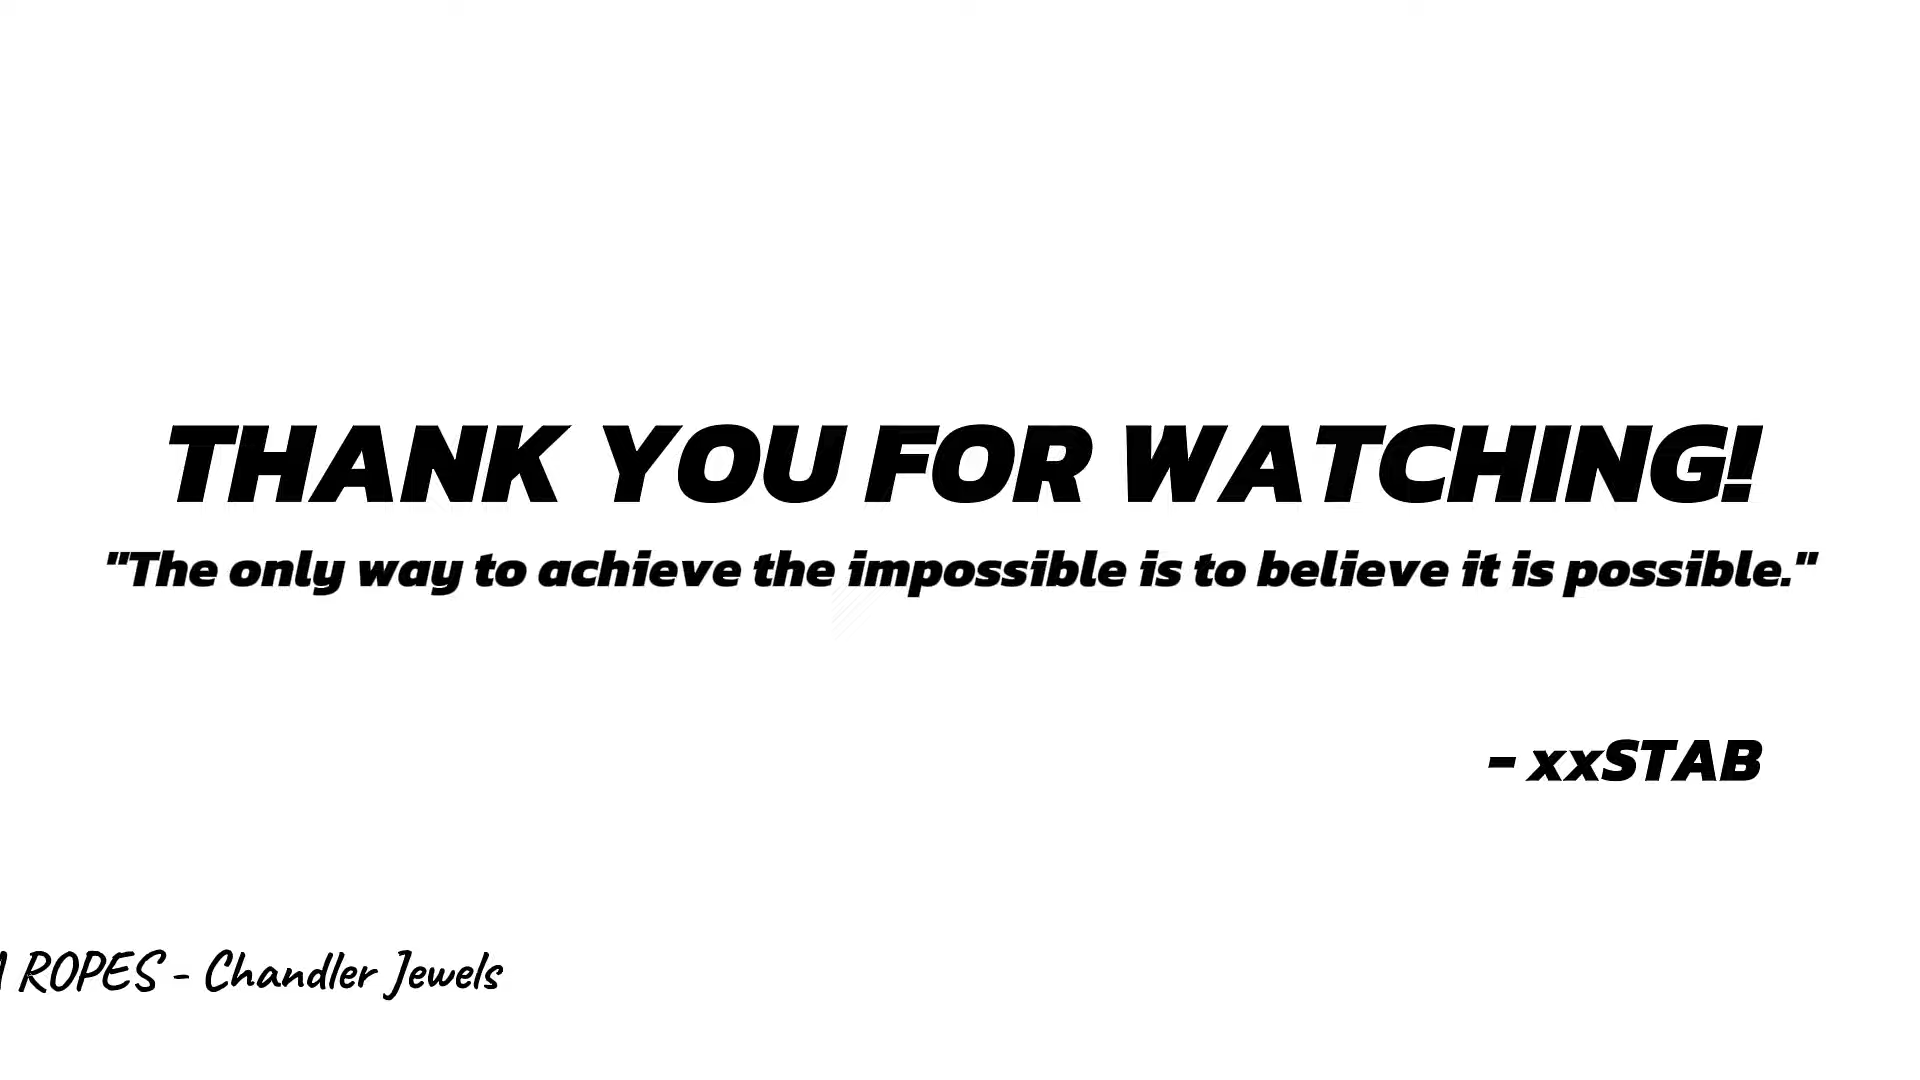 THANK YOU FOR WATCHING!
"The only way to achieve the impossible is to believe it is possible."
- xxSTAB
ROPES - Chandler Jewels